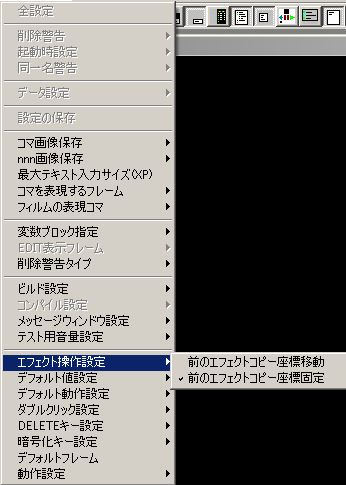 全設定
削除警告
起動時設定
同一名警告
データ設定
設定の保存
コマ画像保存
nnn画像保存
最大テキスト入力サイズ(XP)
コマを表現するフレーム
フィルムの表現コマ
変数ブロック指定
EDIT表示フレーム
削除警告タイプ
ビルド設定
コンパイル設定
メッセージウィンドウ設定
テスト用音量設定
エフェクト操作設定
前のエフェクトコピー座標移動
前のエフェクトコピー座標固定
デフォルト値設定
デフォルト動作設定
ダブルクリック設定
DELETEキー設定
暗号化キー設定
デフォルトフレーム
動作設定